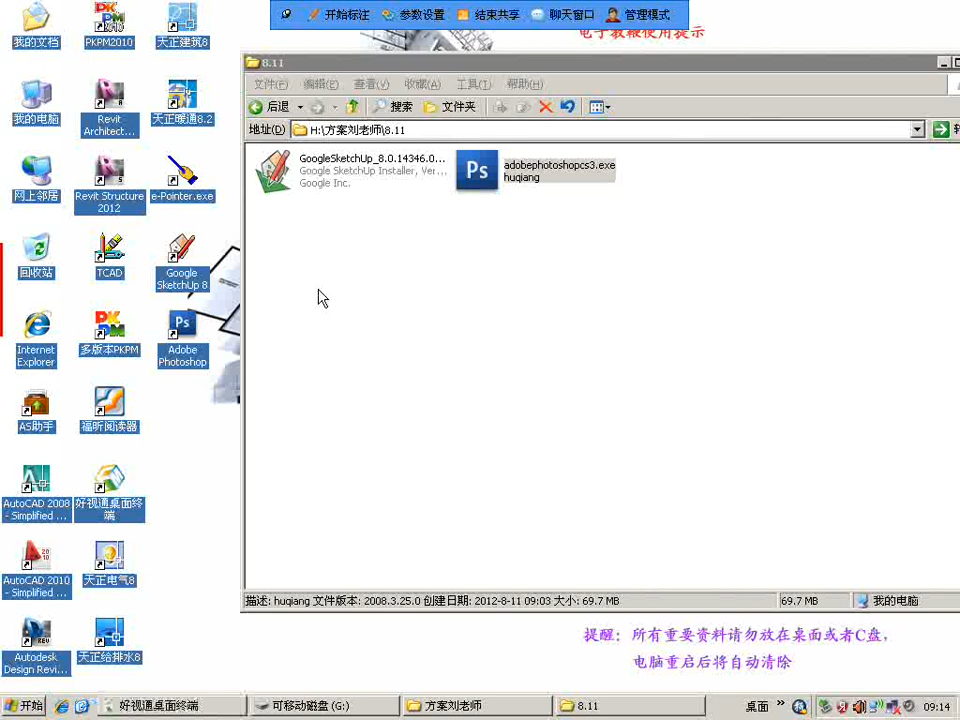 开始标注 参数设置 结束共享 聊天窗口 管理模式
电子教鞭使用提示
我的文档
PKPM2010
天正建筑8
我的电脑
Revit
Architect...
天正暖通8.2
网上邻居
Revit Structure
2012
e-Pointer.exe
回收站
TCAD
Google
SketchUp 8
Internet
Explorer
多版本PKPM
Adobe
Photoshop
AS助手
福昕阅读器
AutoCAD 2008
- Simplified ...
好视通桌面终
端
AutoCAD 2010
- Simplified ...
天正电气8
Autodesk
Design Revi...
天正给排水8
8.11
文件(F) 编辑(E) 查看(V) 收藏(A) 工具(T) 帮助(H)
后退 搜索 文件夹
地址(D) H:\方案刘老师\8.11
GoogleSketchUp_8.0.14346.0...
Google SketchUp Installer, Ver...
Google Inc.
Ps
adobephotoshopcs3.exe
huqiang
描述: huqiang 文件版本: 2008.3.25.0 创建日期: 2012-8-11 09:03 大小: 69.7 MB 69.7 MB 我的电脑
提醒：所有重要资料请勿放在桌面或者C盘，
电脑重启后将自动清除
开始 好视通桌面终端 可移动磁盘 (G:) 方案刘老师 8.11 桌面 » 09:14